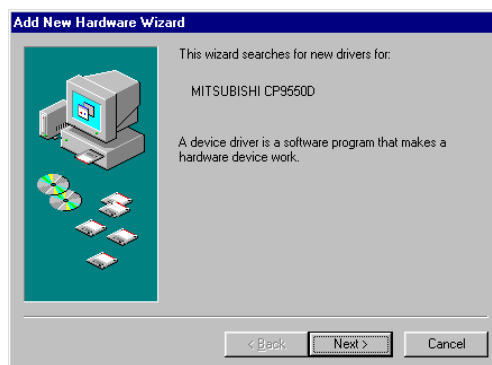 Add New Hardware Wizard
This wizard searches for new drivers for:
MITSUBISHI CP9550D
A device driver is a software program that makes a
hardware device work.
< Back
Next >
Cancel